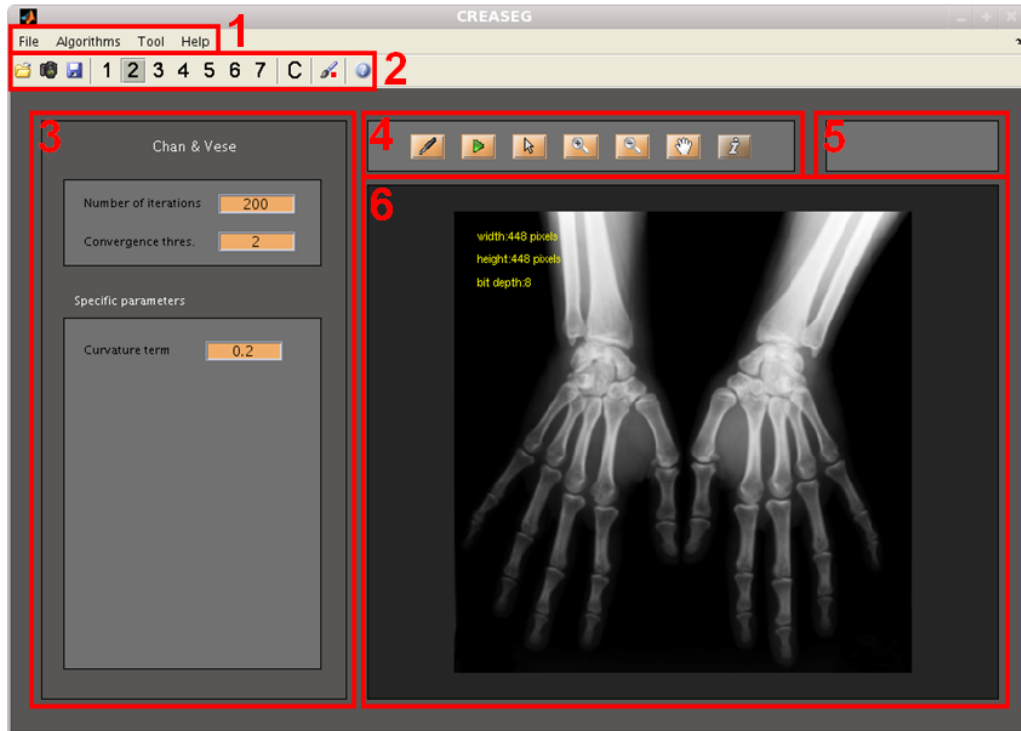 CREASEG
File Algorithms Tool Help 1
1 2 3 4 5 6 7 C 2
3
Chan & Vese
Number of iterations 200
Convergence thres. 2
Specific parameters
Curvature term 0.2
4
i
5
6
width:448 pixels
height:448 pixels
bit depth:8